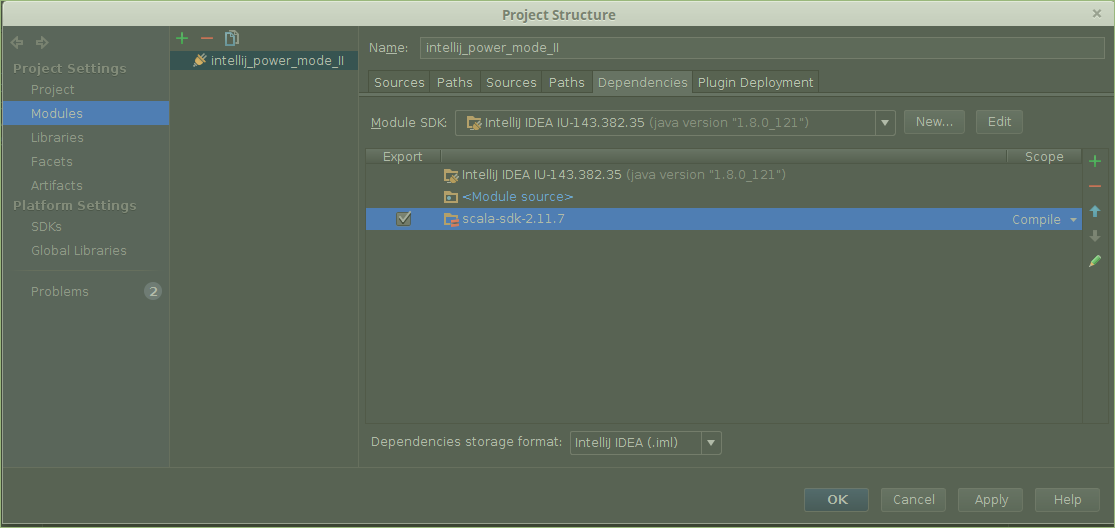 Project Structure
Project Settings
Project
Modules
Libraries
Facets
Artifacts
Platform Settings
SDKs
Global Libraries
Problems 2
intellij_power_mode_II
Name: intellij_power_mode_II
Sources Paths Sources Paths Dependencies Plugin Deployment
Module SDK: IntelliJ IDEA IU-143.382.35 (java version "1.8.0_121") New... Edit
Export Scope
IntelliJ IDEA IU-143.382.35 (java version "1.8.0_121")
<Module source>
scala-sdk-2.11.7 Compile
Dependencies storage format: IntelliJ IDEA (.iml)
OK Cancel Apply Help